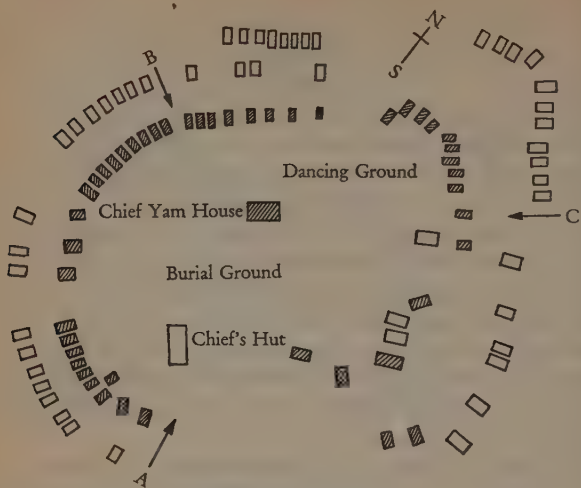 N
B
S
Dancing Ground
Chief Yam House
C
Burial Ground
Chief's Hut
A